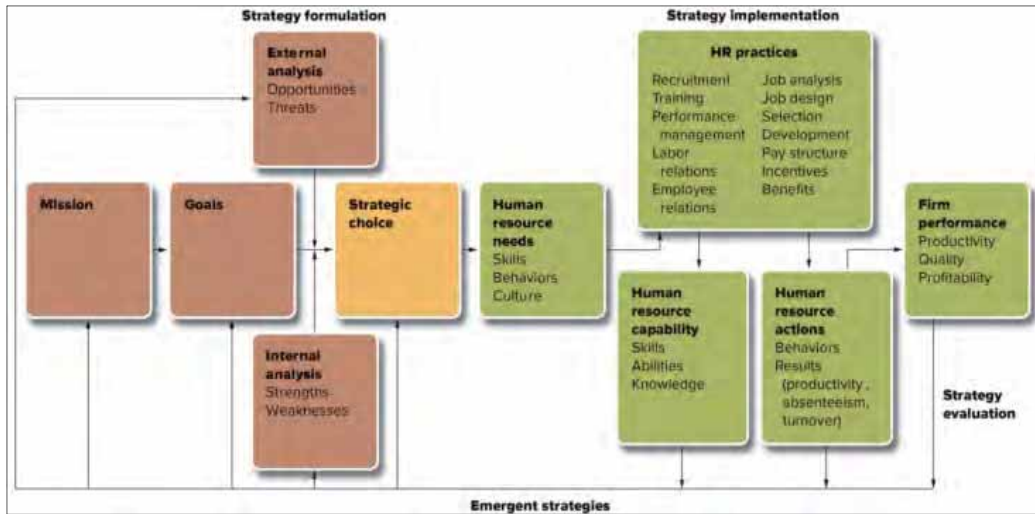 Strategy formulation
Strategy implementation
External
analysis
Opportunities
Threats
HR practices
Recruitment
Training
Performance
management
Labor
relations
Employee
relations
Job analysis
Job design
Selection
Development
Pay structure
Incentives
Benefits
Mission
Goals
Strategic
choice
Human
resource
needs
Skills
Behaviors
Culture
Firm
performance
Productivity
Quality
Profitability
Internal
analysis
Strengths
Weaknesses
Human
resource
capability
Skills
Abilities
Knowledge
Human
resource
actions
Behaviors
Results
(productivity,
absenteeism,
turnover)
Strategy
evaluation
Emergent strategies